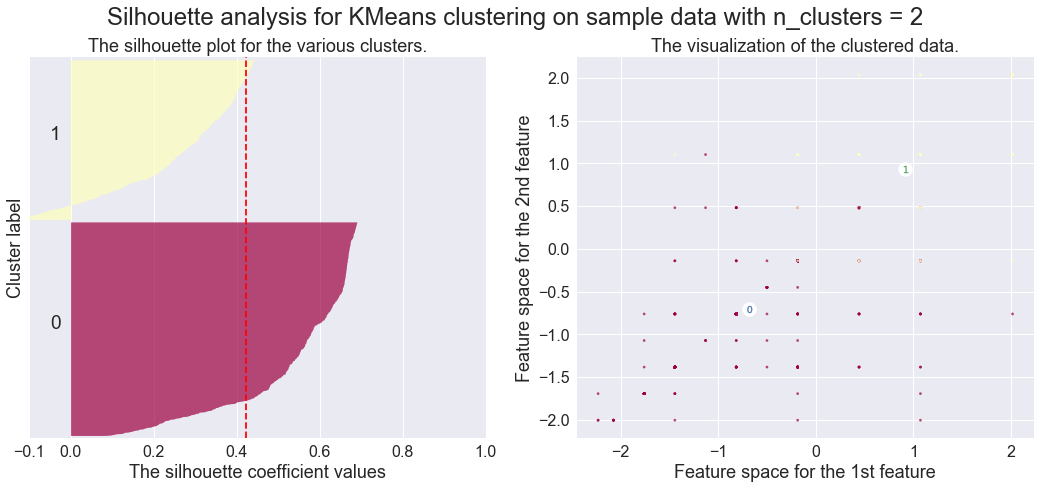 Silhouette analysis for KMeans clustering on sample data with n_clusters = 2
The silhouette plot for the various clusters.
Cluster label
1
0
−0.1 0.0 0.2 0.4 0.6 0.8 1.0
The silhouette coefficient values
The visualization of the clustered data.
Feature space for the 2nd feature
2.0
1.5
1.0
0.5
0.0
−0.5
−1.0
−1.5
−2.0
1
0
−2 −1 0 1 2
Feature space for the 1st feature